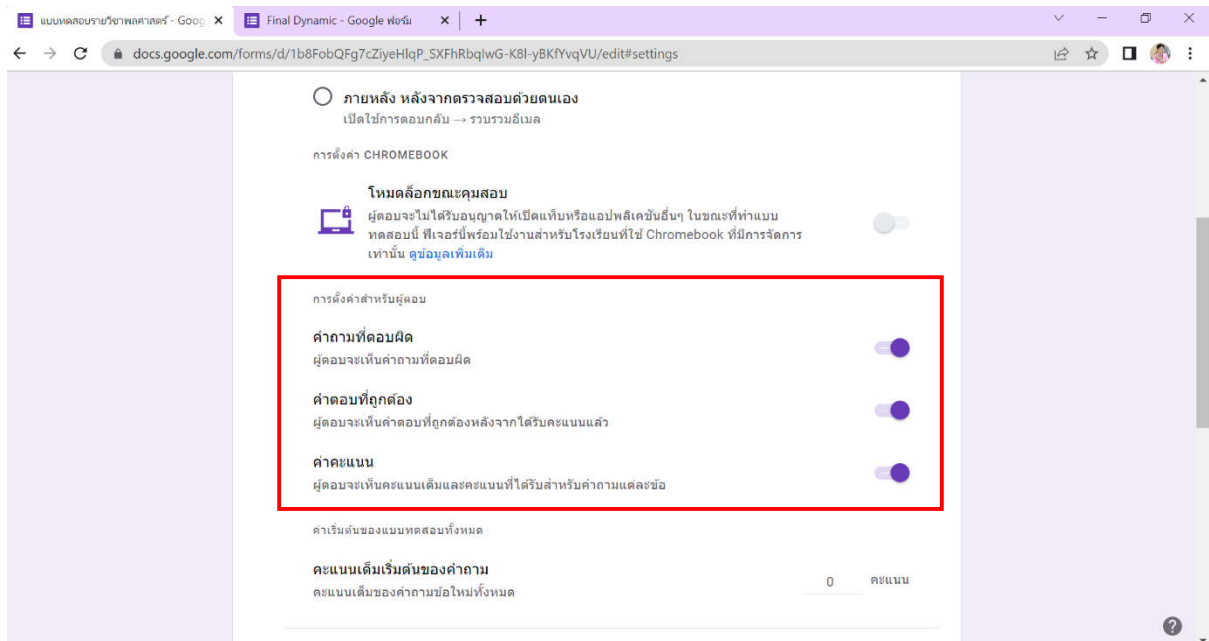 แบบทดสอบรายวิชาพลศาสตร์ - Goog
Final Dynamic - Google ฟอร์ม
docs.google.com/forms/d/1b8FobQFg7cZiyeHlqP_SXFhRbqIwG-K8l-yBKfYvqVU/edit#settings
ภายหลัง หลังจากตรวจสอบด้วยตนเอง
เปิดใช้การตอบกลับ → รวบรวมอีเมล
การตั้งค่า CHROMEBOOK
โหมดล็อกขณะคุมสอบ
ผู้ตอบจะไม่ได้รับอนุญาตให้เปิดแท็บหรือแอปพลิเคชันอื่นๆ ในขณะที่ทำแบบ
ทดสอบนี้ ฟีเจอร์นี้พร้อมใช้งานสำหรับโรงเรียนที่ใช้ Chromebook ที่มีการจัดการ
เท่านั้น ดูข้อมูลเพิ่มเติม
การตั้งค่าสำหรับผู้ตอบ
คำถามที่ตอบผิด
ผู้ตอบจะเห็นคำถามที่ตอบผิด
คำตอบที่ถูกต้อง
ผู้ตอบจะเห็นคำตอบที่ถูกต้องหลังจากได้รับคะแนนแล้ว
ค่าคะแนน
ผู้ตอบจะเห็นคะแนนเต็มและคะแนนที่ได้รับสำหรับคำถามแต่ละข้อ
ค่าเริ่มต้นของแบบทดสอบทั้งหมด
คะแนนเต็มเริ่มต้นของคำถาม
คะแนนเต็มของคำถามข้อใหม่ทั้งหมด
0 คะแนน